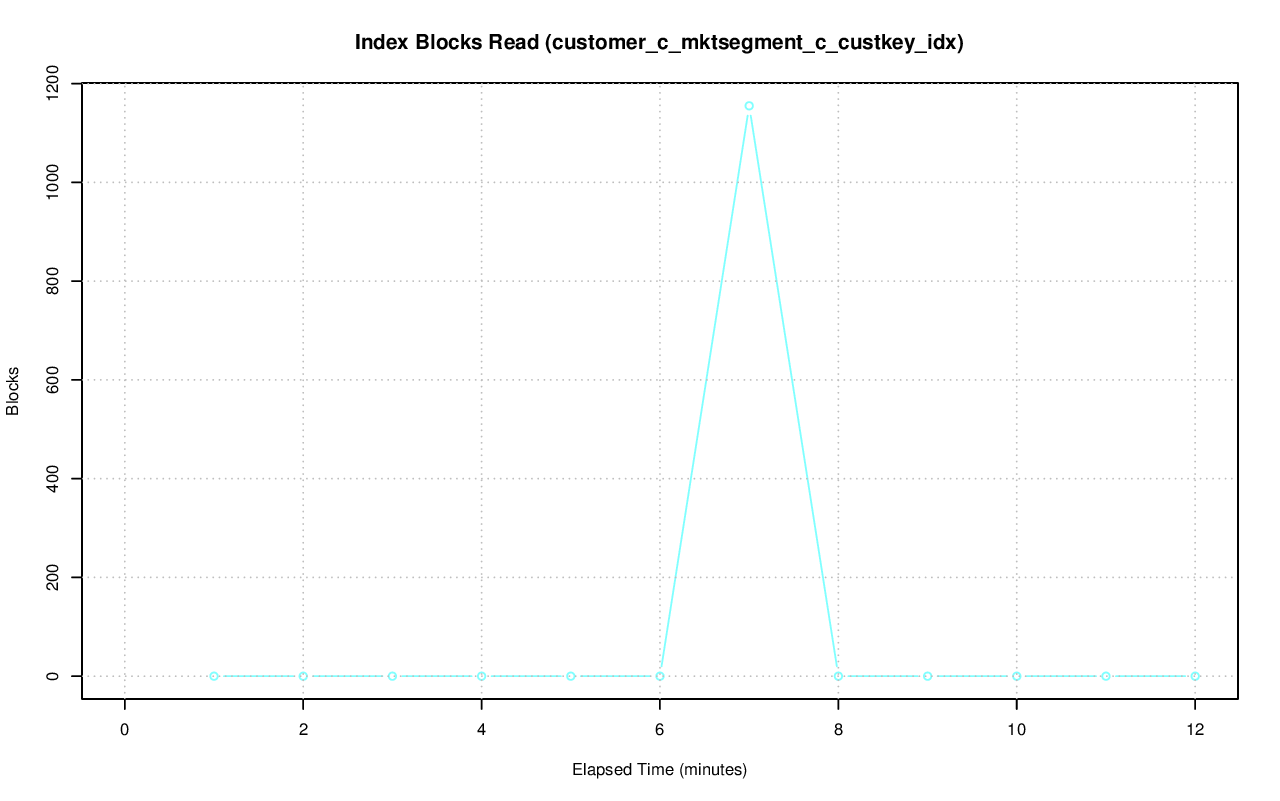 Index Blocks Read (customer_c_mktsegment_c_custkey_idx)
1200
1000
800
600
400
200
0
Blocks
0 2 4 6 8 10 12
Elapsed Time (minutes)